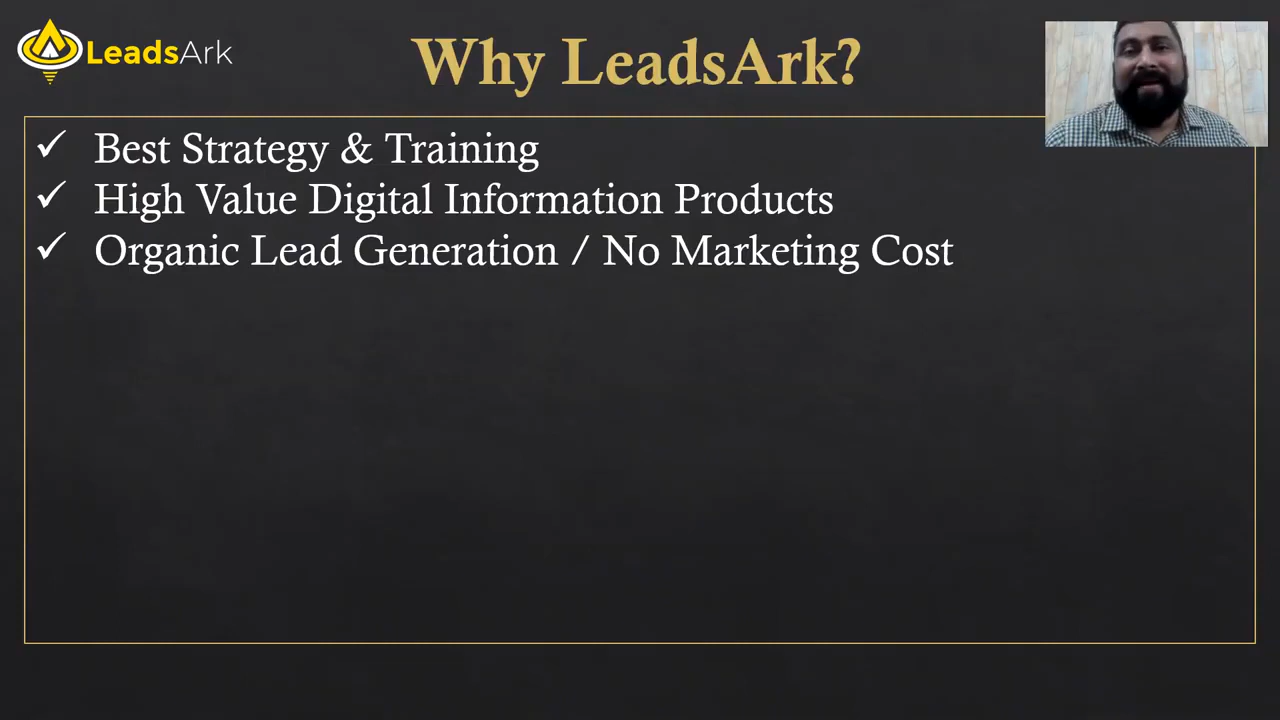 LeadsArk
Why LeadsArk?
✓ Best Strategy & Training
✓ High Value Digital Information Products
✓ Organic Lead Generation / No Marketing Cost